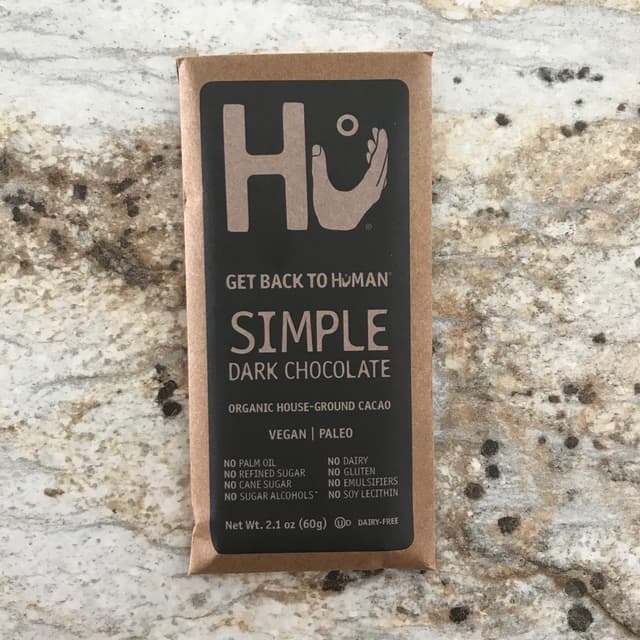 Hu
®
GET BACK TO HUMAN
SIMPLE
DARK CHOCOLATE
ORGANIC HOUSE-GROUND CACAO
VEGAN | PALEO
NO PALM OIL NO DAIRY
NO REFINED SUGAR NO GLUTEN
NO CANE SUGAR NO EMULSIFIERS
NO SUGAR ALCOHOLS NO SOY LECITHIN
Net Wt. 2.1 oz (60g) U D DAIRY-FREE